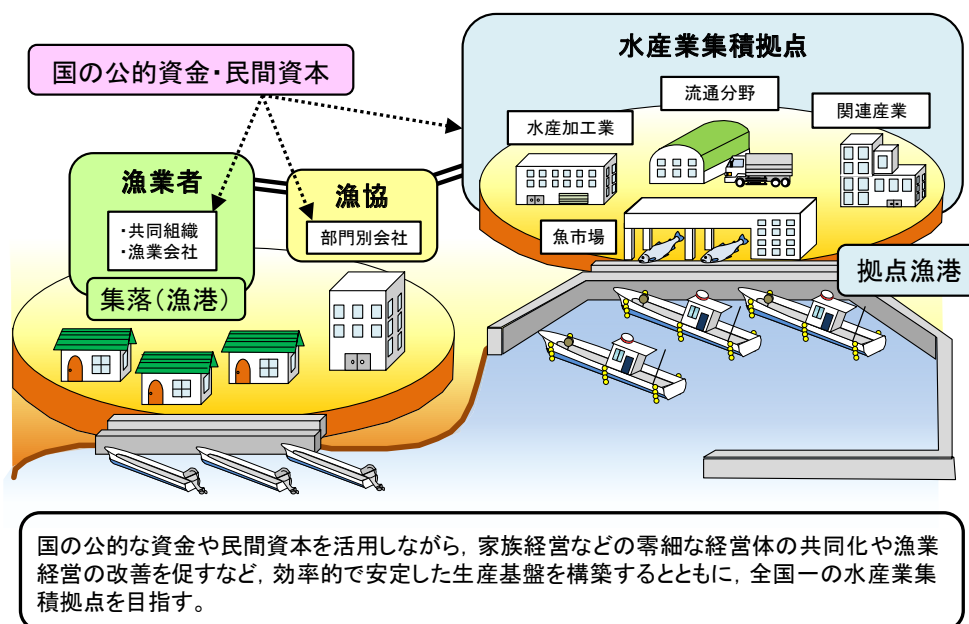 国の公的資金・民間資本
水産業集積拠点
流通分野
水産加工業
関連産業
漁業者
・共同組織
・漁業会社
漁協
部門別会社
魚市場
集落（漁港）
拠点漁港
国の公的な資金や民間資本を活用しながら，家族経営などの零細な経営体の共同化や漁業
経営の改善を促すなど，効率的で安定した生産基盤を構築するとともに，全国一の水産業集
積拠点を目指す。